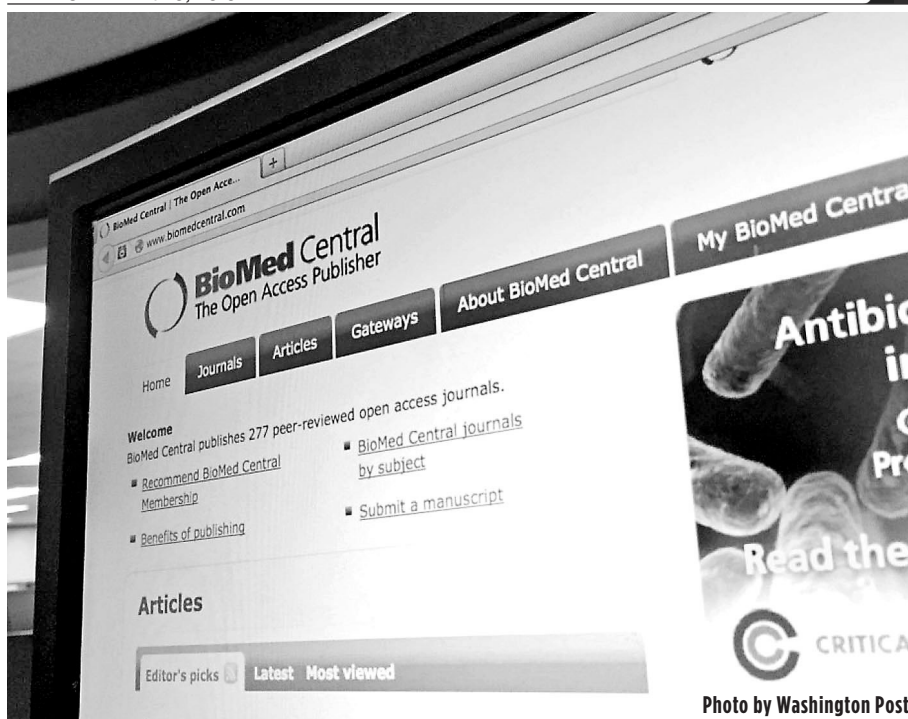 BioMed Central | The Open Acce...
www.biomedcentral.com
BioMed Central
The Open Access Publisher
Home
Journals
Articles
Gateways
About BioMed Central
My BioMed Centra
Welcome
BioMed Central publishes 277 peer-reviewed open access journals.
Recommend BioMed Central
Membership
Benefits of publishing
BioMed Central journals
by subject
Submit a manuscript
Articles
Editor's picks
Latest
Most viewed
Antibio
in
Pro
Read the
CRITICA
Photo by Washington Post